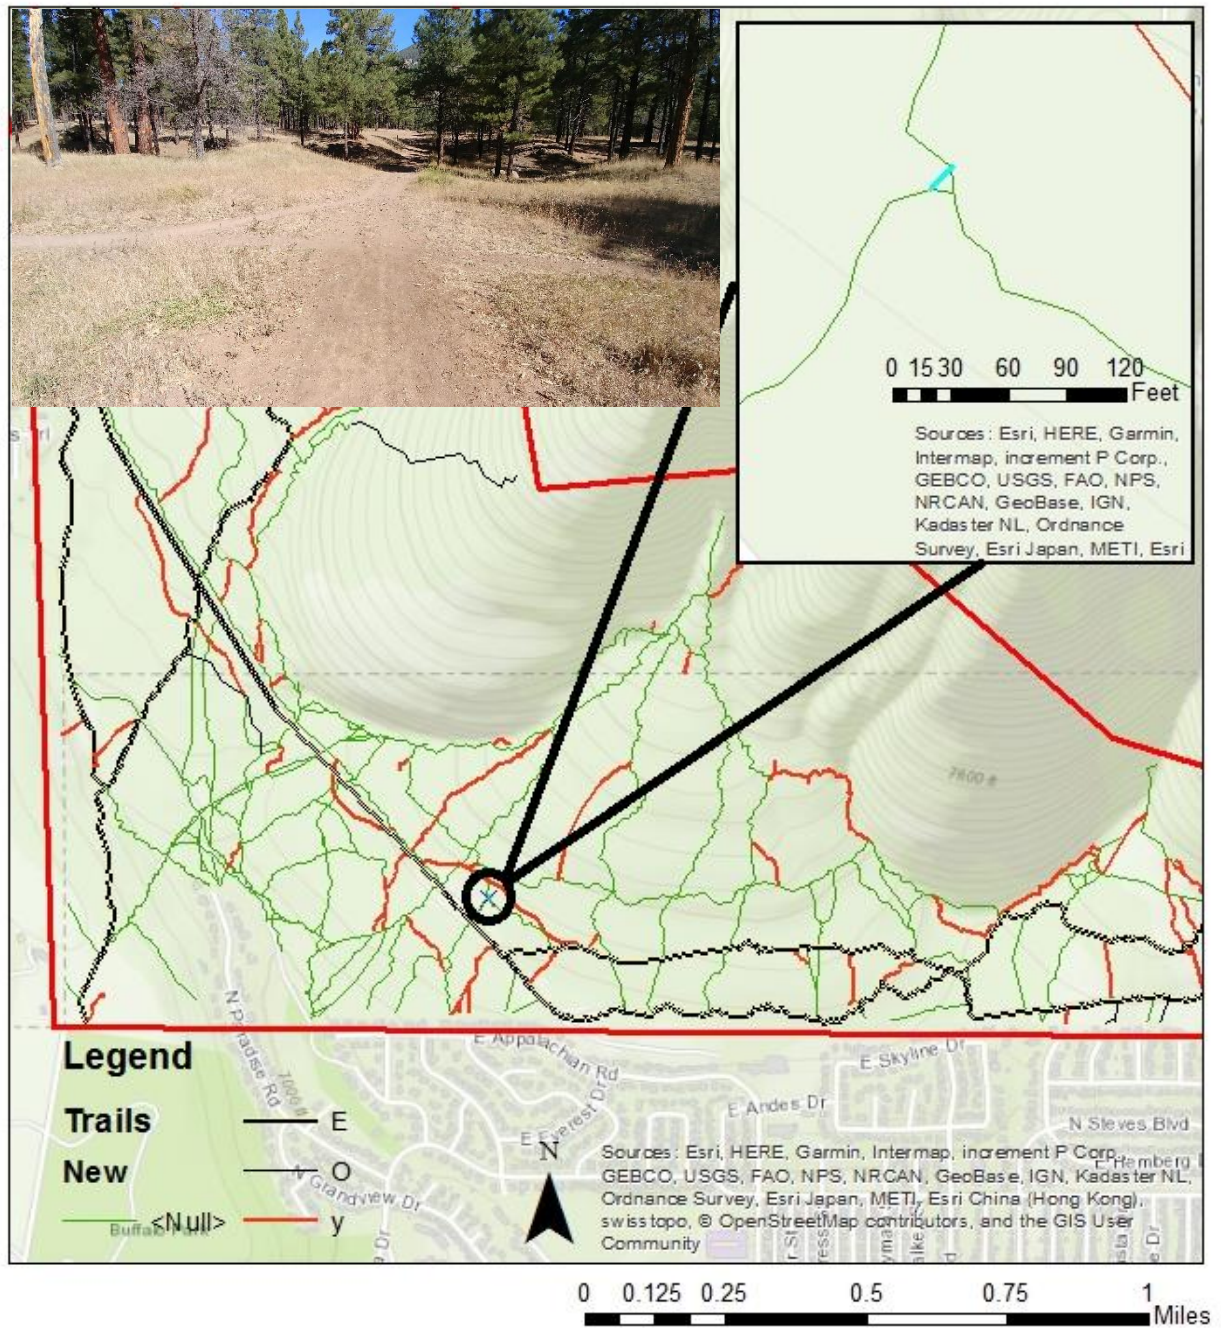 0 15 30 60 90 120
Feet
Sources: Esri, HERE, Garmin,
Intermap, increment P Corp.,
GEBCO, USGS, FAO, NPS,
NRCAN, GeoBase, IGN,
Kadaster NL, Ordnance
Survey, Esri Japan, METI, Esri
7600 ft
N Paradise Rd
7000 ft
E Appalachian Rd
E Everest Dr
E Skyline Dr
E Andes Dr
N Steves Blvd
N Grandview Dr
Buffalo Park
Legend
Trails
E
New
O
<Null>
y
N
Sources: Esri, HERE, Garmin, Intermap, increment P Corp.,
GEBCO, USGS, FAO, NPS, NRCAN, GeoBase, IGN, Kadaster NL,
Ordnance Survey, Esri Japan, METI, Esri China (Hong Kong),
swisstopo, © OpenStreetMap contributors, and the GIS User
Community
0 0.125 0.25 0.5 0.75 1
Miles